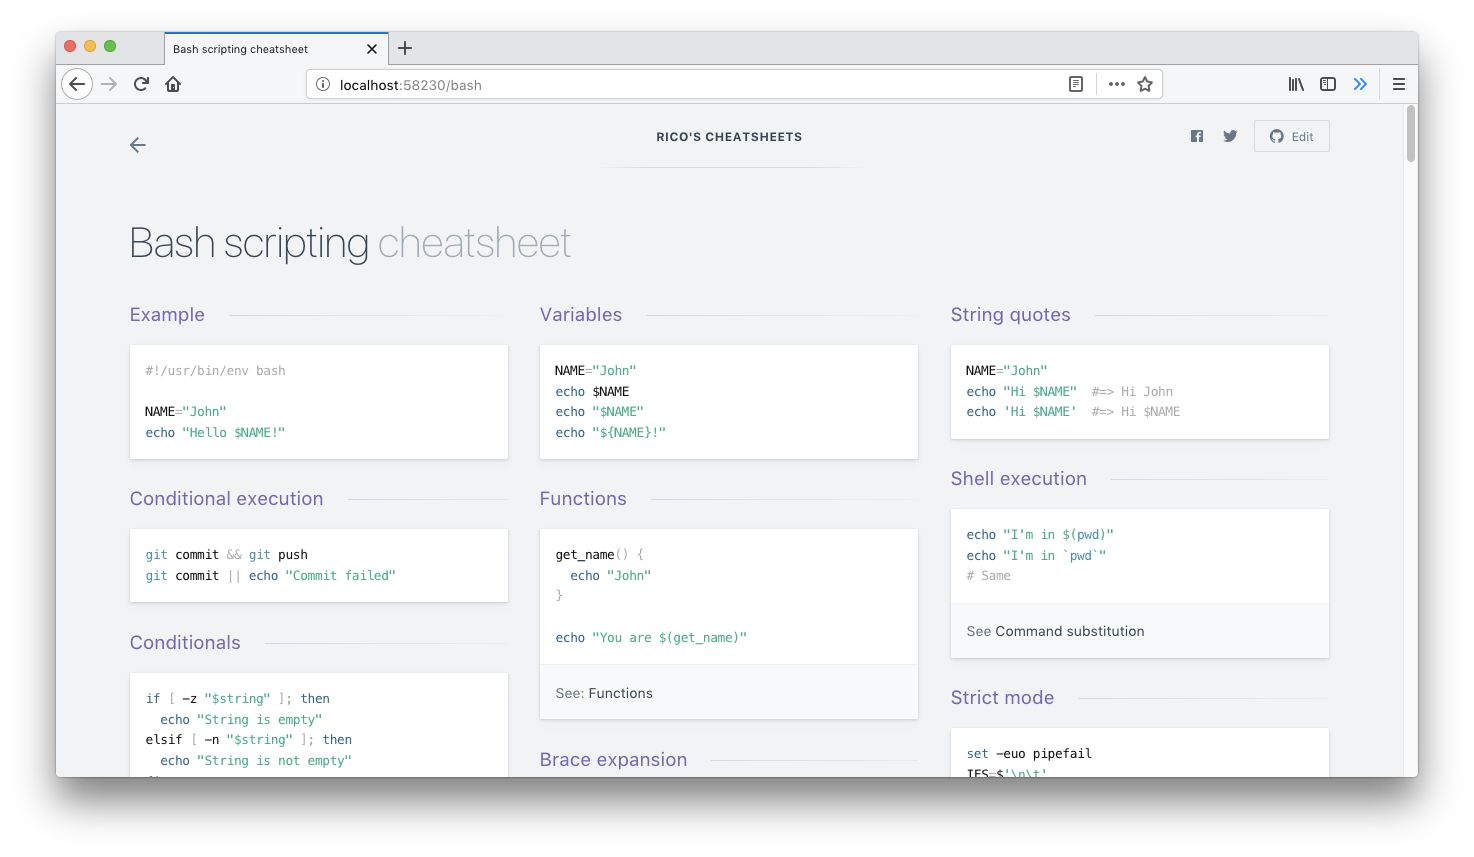 Bash scripting cheatsheet
localhost:58230/bash
RICO'S CHEATSHEETS
Edit
Bash scripting cheatsheet
Example
#!/usr/bin/env bash
NAME="John"
echo "Hello $NAME!"
Conditional execution
git commit && git push
git commit || echo "Commit failed"
Conditionals
if [ -z "$string" ]; then
  echo "String is empty"
elsif [ -n "$string" ]; then
  echo "String is not empty"
Variables
NAME="John"
echo $NAME
echo "$NAME"
echo "${NAME}!"
Functions
get_name() {
  echo "John"
}
echo "You are $(get_name)"
See: Functions
Brace expansion
String quotes
NAME="John"
echo "Hi $NAME"  #=> Hi John
echo 'Hi $NAME'  #=> Hi $NAME
Shell execution
echo "I'm in $(pwd)"
echo "I'm in `pwd`"
# Same
See Command substitution
Strict mode
set -euo pipefail
IFS=$'\n\t'